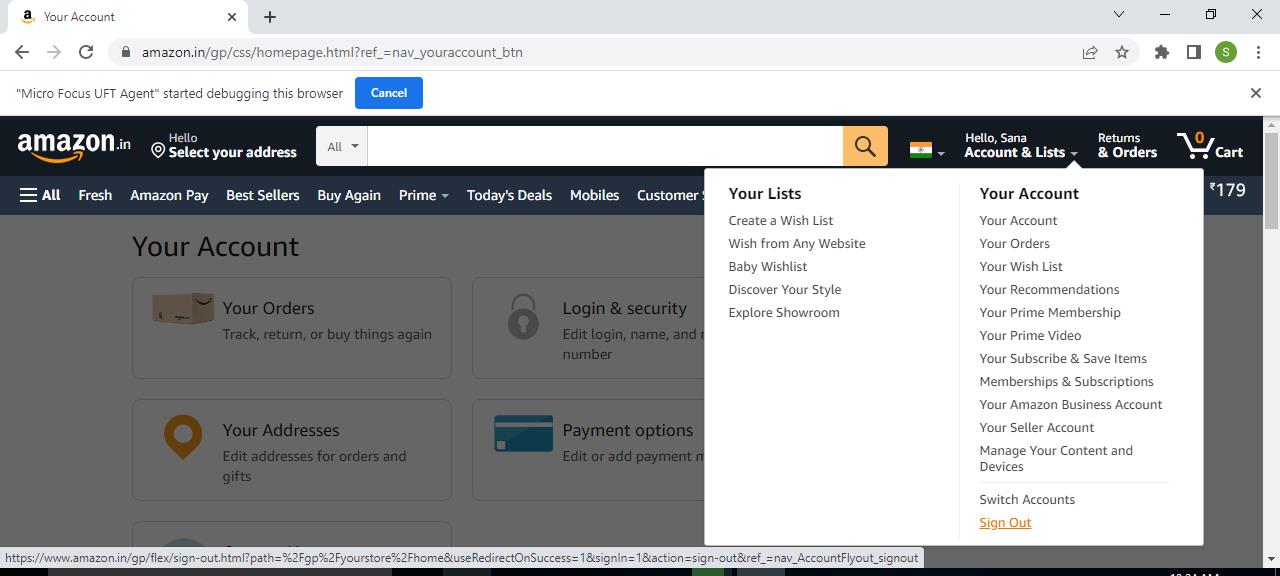 Your Account
amazon.in/gp/css/homepage.html?ref_=nav_youraccount_btn
S
"Micro Focus UFT Agent" started debugging this browser
Cancel
amazon.in
Hello
Select your address
All
Hello, Sana
Account & Lists
Returns
& Orders
0
Cart
All
Fresh
Amazon Pay
Best Sellers
Buy Again
Prime
Today's Deals
Mobiles
Customer
₹179
Your Account
Your Orders
Track, return, or buy things again
Login & security
Edit login, name, and
number
Your Addresses
Edit addresses for orders and
gifts
Payment options
Edit or add payment
Your Lists
Create a Wish List
Wish from Any Website
Baby Wishlist
Discover Your Style
Explore Showroom
Your Account
Your Account
Your Orders
Your Wish List
Your Recommendations
Your Prime Membership
Your Prime Video
Your Subscribe & Save Items
Memberships & Subscriptions
Your Amazon Business Account
Your Seller Account
Manage Your Content and
Devices
Switch Accounts
Sign Out
https://www.amazon.in/gp/flex/sign-out.html?path=%2Fgp%2Fyourstore%2Fhome&useRedirectOnSuccess=1&signIn=1&action=sign-out&ref_=nav_AccountFlyout_signout